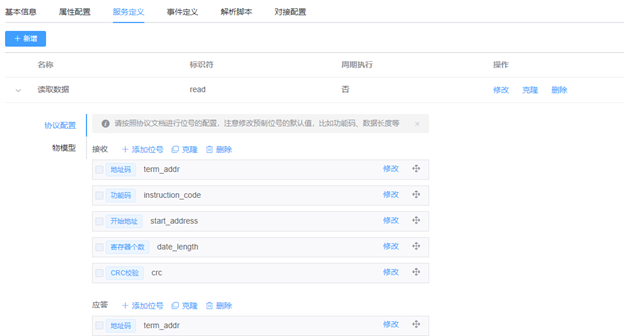 基本信息 属性配置 服务定义 事件定义 解析脚本 对接配置
+ 新增
名称 标识符 周期执行 操作
读取数据 read 否 修改 克隆 删除
协议配置 请按照协议文档进行位号的配置，注意修改预制位号的默认值，比如功能码、数据长度等 ×
物模型
接收 + 添加位号 克隆 删除
地址码 term_addr 修改
功能码 instruction_code 修改
开始地址 start_address 修改
寄存器个数 date_length 修改
CRC校验 crc 修改
应答 + 添加位号 克隆 删除
地址码 term_addr 修改